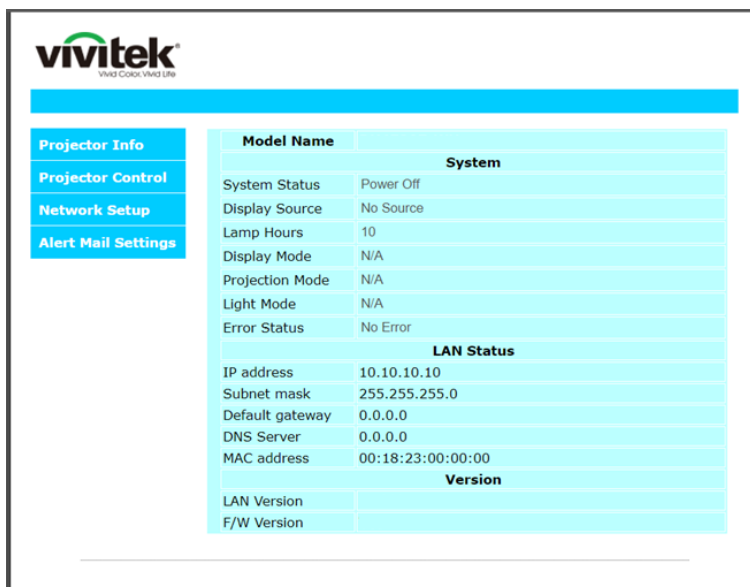 vivitek®
Vivid Color, Vivid Life
Projector Info
Projector Control
Network Setup
Alert Mail Settings
Model Name
System
System Status Power Off
Display Source No Source
Lamp Hours 10
Display Mode N/A
Projection Mode N/A
Light Mode N/A
Error Status No Error
LAN Status
IP address 10.10.10.10
Subnet mask 255.255.255.0
Default gateway 0.0.0.0
DNS Server 0.0.0.0
MAC address 00:18:23:00:00:00
Version
LAN Version
F/W Version